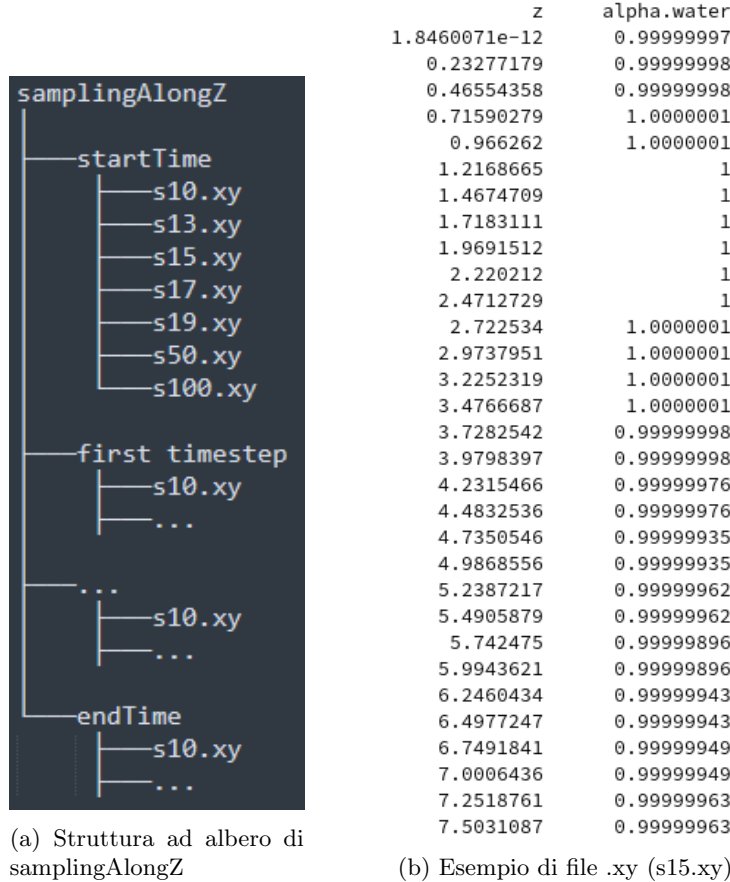 samplingAlongZ
startTime
s10.xy
s13.xy
s15.xy
s17.xy
s19.xy
s50.xy
s100.xy
first timestep
s10.xy
...
...
s10.xy
...
endTime
s10.xy
...
(a) Struttura ad albero di
samplingAlongZ
z alpha.water
1.8460071e-12 0.99999997
0.23277179 0.99999998
0.46554358 0.99999998
0.71590279 1.0000001
0.966262 1.0000001
1.2168665 1
1.4674709 1
1.7183111 1
1.9691512 1
2.220212 1
2.4712729 1
2.722534 1.0000001
2.9737951 1.0000001
3.2252319 1.0000001
3.4766687 1.0000001
3.7282542 0.99999998
3.9798397 0.99999998
4.2315466 0.99999976
4.4832536 0.99999976
4.7350546 0.99999935
4.9868556 0.99999935
5.2387217 0.99999962
5.4905879 0.99999962
5.742475 0.99999896
5.9943621 0.99999896
6.2460434 0.99999943
6.4977247 0.99999943
6.7491841 0.99999949
7.0006436 0.99999949
7.2518761 0.99999963
7.5031087 0.99999963
(b) Esempio di file .xy (s15.xy)